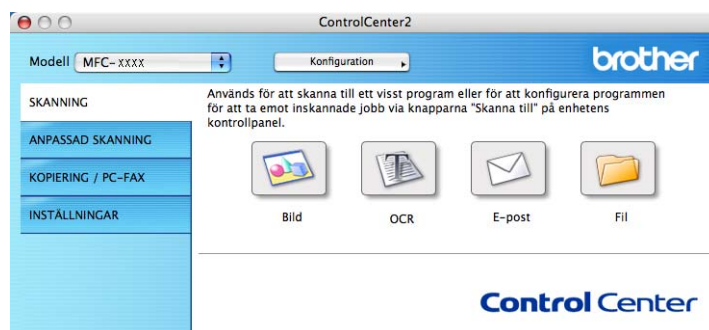 ControlCenter2
Modell MFC-XXXX Konfiguration brother
SKANNING
ANPASSAD SKANNING
KOPIERING / PC-FAX
INSTÄLLNINGAR
Används för att skanna till ett visst program eller för att konfigurera programmen
för att ta emot inskannade jobb via knapparna "Skanna till" på enhetens
kontrollpanel.
Bild OCR E-post Fil
Control Center